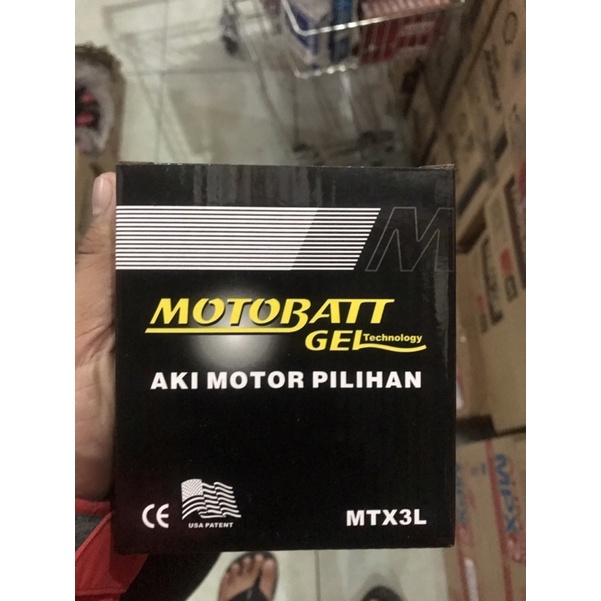 M
MOTOBATT
GEL Technology
AKI MOTOR PILIHAN
CE
USA PATENT
MTX3L